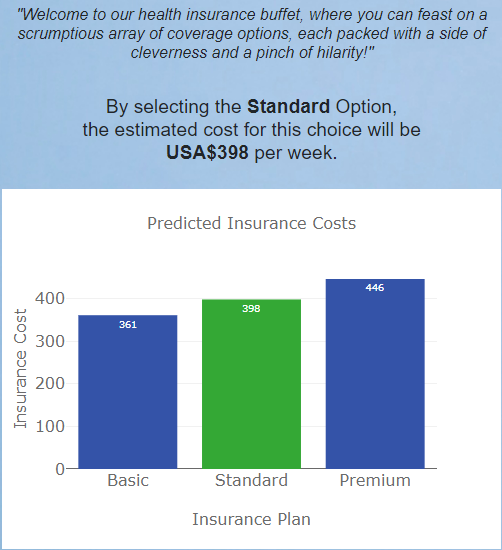 "Welcome to our health insurance buffet, where you can feast on a
scrumptious array of coverage options, each packed with a side of
cleverness and a pinch of hilarity!"
By selecting the Standard Option,
the estimated cost for this choice will be
USA$398 per week.
Predicted Insurance Costs
Insurance Cost
400
300
200
100
0
361
398
446
Basic Standard Premium
Insurance Plan